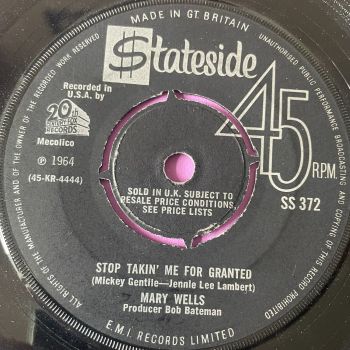 MADE IN GT BRITAIN
UNAUTHORISED PUBLIC PERFORMANCE BROADCASTING AND COPYING OF THIS RECORD PROHIBITED
ALL RIGHTS OF THE MANUFACTURER AND OF THE OWNER OF THE RECORDED WORK RESERVED
$tateside
Recorded in
U.S.A. by
20th
RECORDS
Mecolico
℗ 1964
(45-KR-4444)
45
RPM
SS 372
SOLD IN U.K. SUBJECT TO
RESALE PRICE CONDITIONS,
SEE PRICE LISTS
STOP TAKIN' ME FOR GRANTED
(Mickey Gentile—Jennie Lee Lambert)
MARY WELLS
Producer Bob Bateman
E.M.I. RECORDS LIMITED